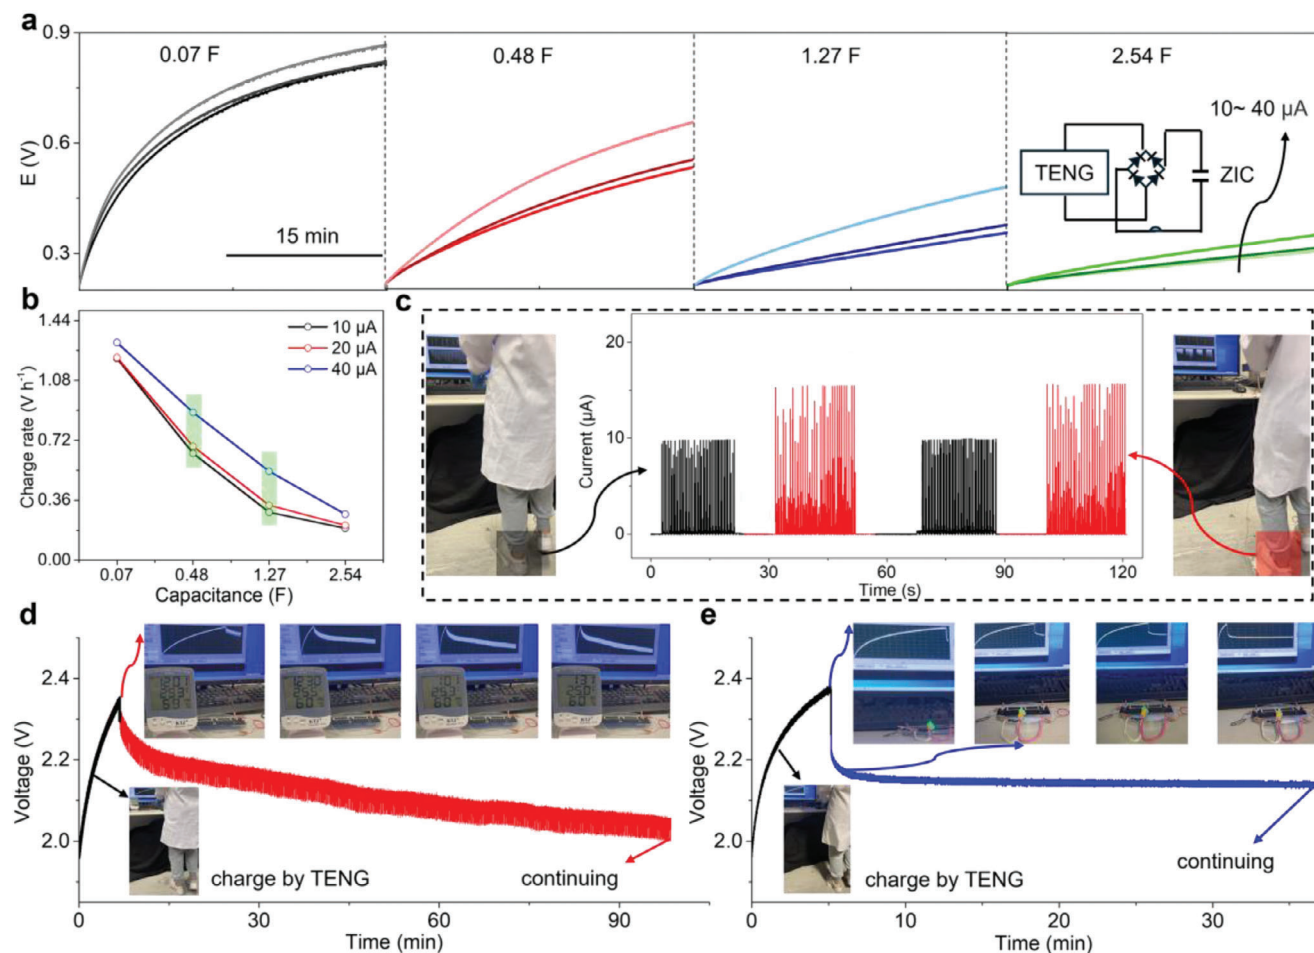 a
0.9
0.6
0.3
E (V)
0.07 F
0.48 F
1.27 F
2.54 F
15 min
10~ 40 µA
TENG
ZIC
b
1.44
1.08
0.72
0.36
0.00
Charge rate (V h⁻¹)
10 µA
20 µA
40 µA
0.07
0.48
1.27
2.54
Capacitance (F)
c
20
10
0
Current (µA)
0
30
60
90
120
Time (s)
d
2.4
2.2
2.0
Voltage (V)
charge by TENG
continuing
0
30
60
90
Time (min)
e
2.4
2.2
2.0
Voltage (V)
charge by TENG
continuing
0
10
20
30
Time (min)